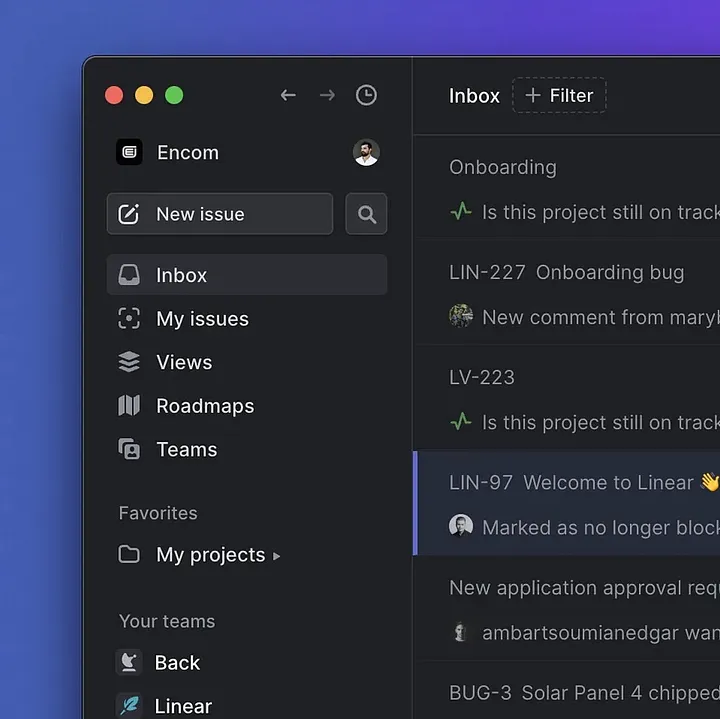 Encom
New issue
Inbox
My issues
Views
Roadmaps
Teams
Favorites
My projects
Your teams
Back
Linear
Inbox
Filter
Onboarding
Is this project still on track
LIN-227 Onboarding bug
New comment from maryb
LV-223
Is this project still on track
LIN-97 Welcome to Linear 👋
Marked as no longer block
New application approval requ
ambartsoumianedgar wan
BUG-3 Solar Panel 4 chipped